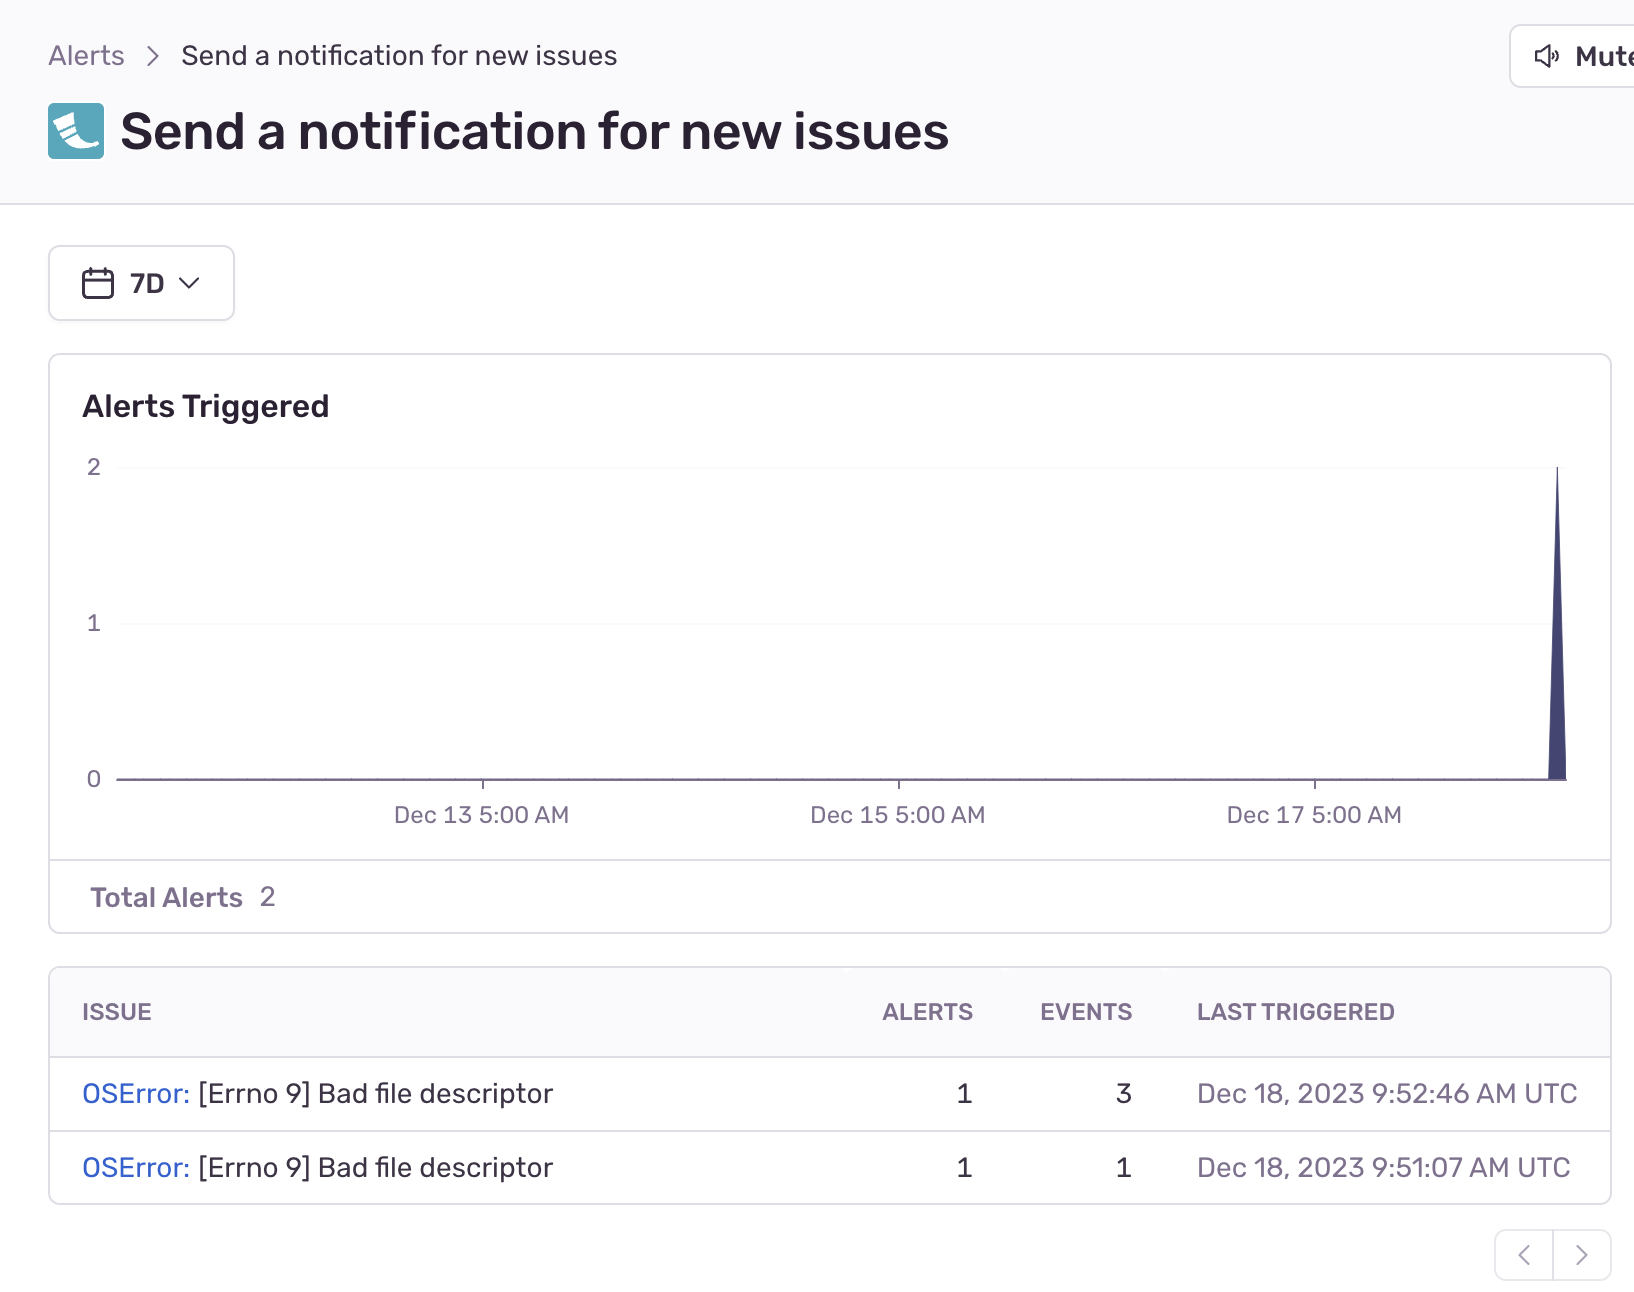 Alerts > Send a notification for new issues
Mute
Send a notification for new issues
7D
Alerts Triggered
2
1
0
Dec 13 5:00 AM Dec 15 5:00 AM Dec 17 5:00 AM
Total Alerts 2
ISSUE ALERTS EVENTS LAST TRIGGERED
OSError: [Errno 9] Bad file descriptor 1 3 Dec 18, 2023 9:52:46 AM UTC
OSError: [Errno 9] Bad file descriptor 1 1 Dec 18, 2023 9:51:07 AM UTC